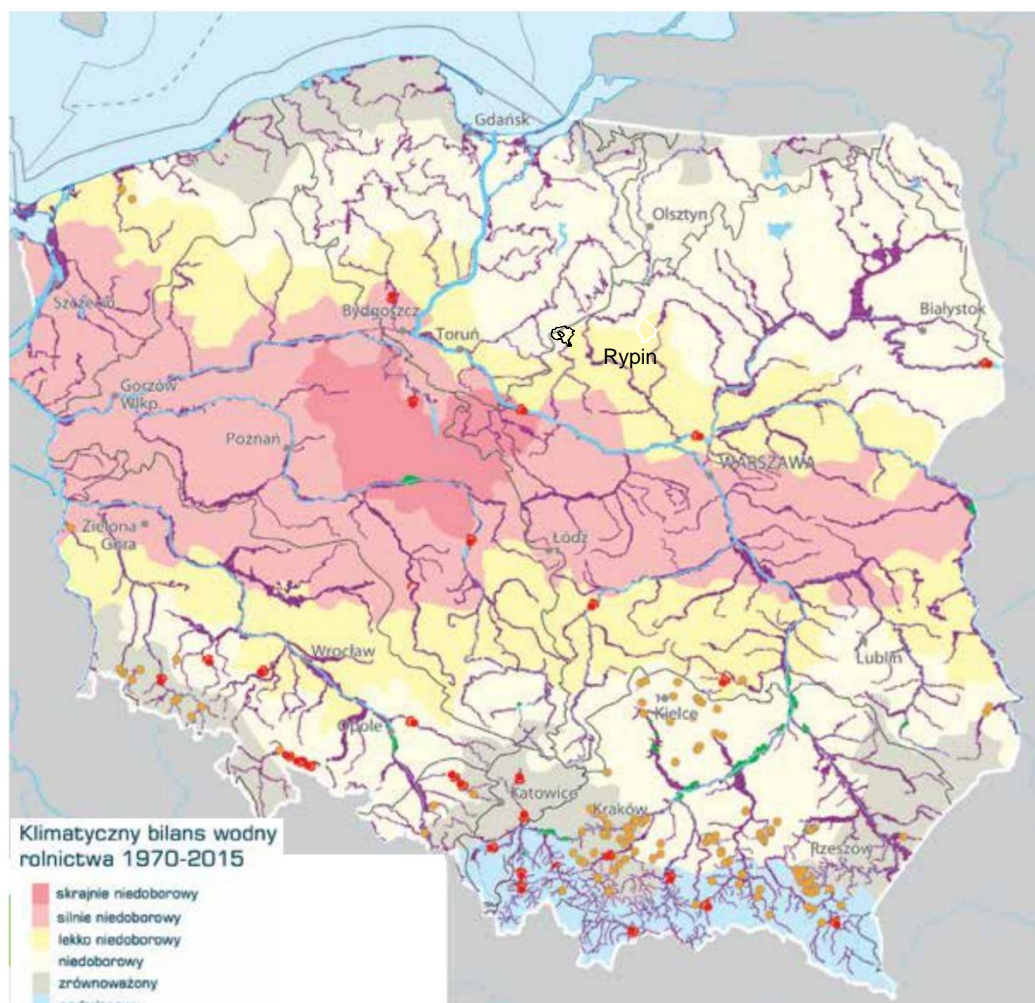 Gdańsk
Olsztyn
Szczecin
Bydgoszcz
Białystok
Toruń
Rypin
Gorzów
Wlkp
Poznań
WARSZAWA
Zielona
Góra
Łódź
Wrocław
Lublin
Kielce
Opole
Katowice
Kraków
Rzeszów
Klimatyczny bilans wodny
rolnictwa 1970-2015
skrajnie niedoborowy
silnie niedoborowy
lekko niedoborowy
niedoborowy
zrównoważony